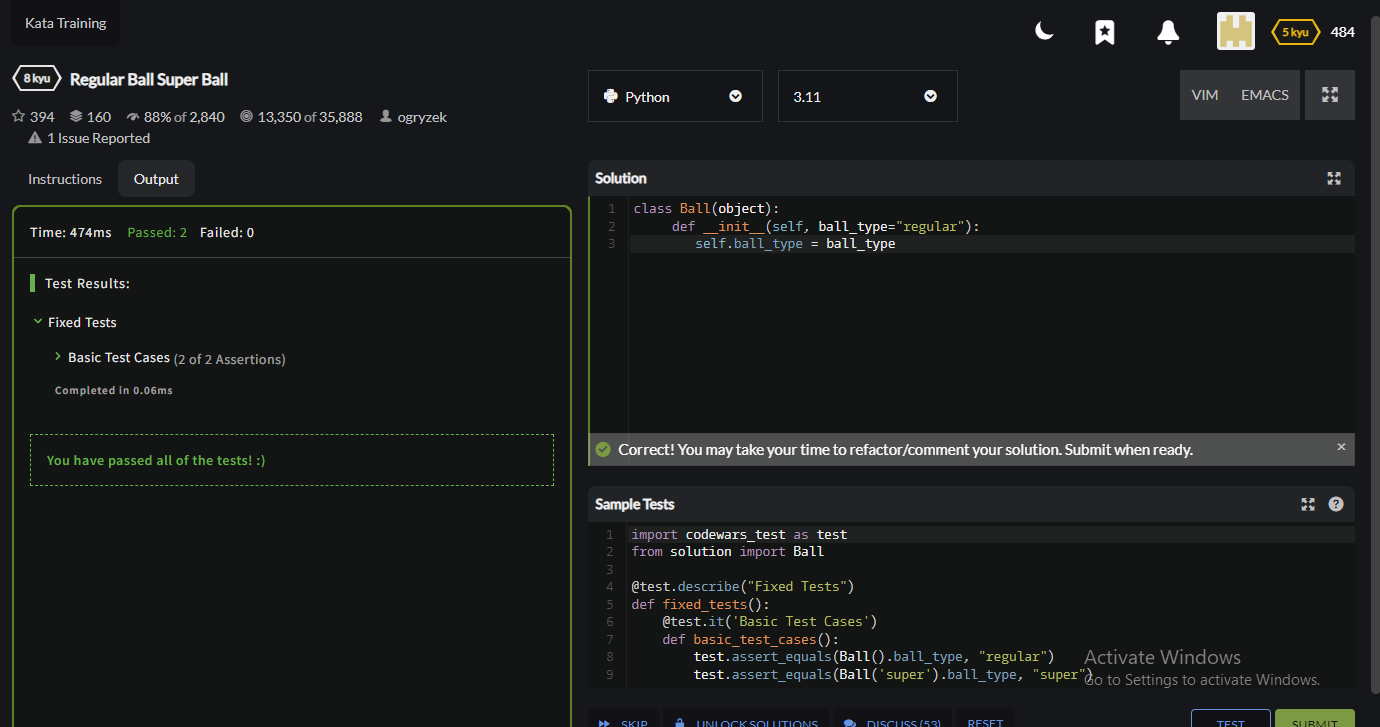 Kata Training
5 kyu 484
8 kyu Regular Ball Super Ball
394 160 88% of 2,840 13,350 of 35,888 ogryzek
1 Issue Reported
Python 3.11 VIM EMACS
Instructions Output
Time: 474ms Passed: 2 Failed: 0
Test Results:
Fixed Tests
Basic Test Cases (2 of 2 Assertions)
Completed in 0.06ms
You have passed all of the tests! :)
Solution
1 class Ball(object):
2 def __init__(self, ball_type="regular"):
3 self.ball_type = ball_type
Correct! You may take your time to refactor/comment your solution. Submit when ready.
Sample Tests
1 import codewars_test as test
2 from solution import Ball
3
4 @test.describe("Fixed Tests")
5 def fixed_tests():
6 @test.it('Basic Test Cases')
7 def basic_test_cases():
8 test.assert_equals(Ball().ball_type, "regular")
9 test.assert_equals(Ball('super').ball_type, "super")
Activate Windows
Go to Settings to activate Windows.
SKIP UNLOCK SOLUTIONS DISCUSS (53) RESET TEST SUBMIT